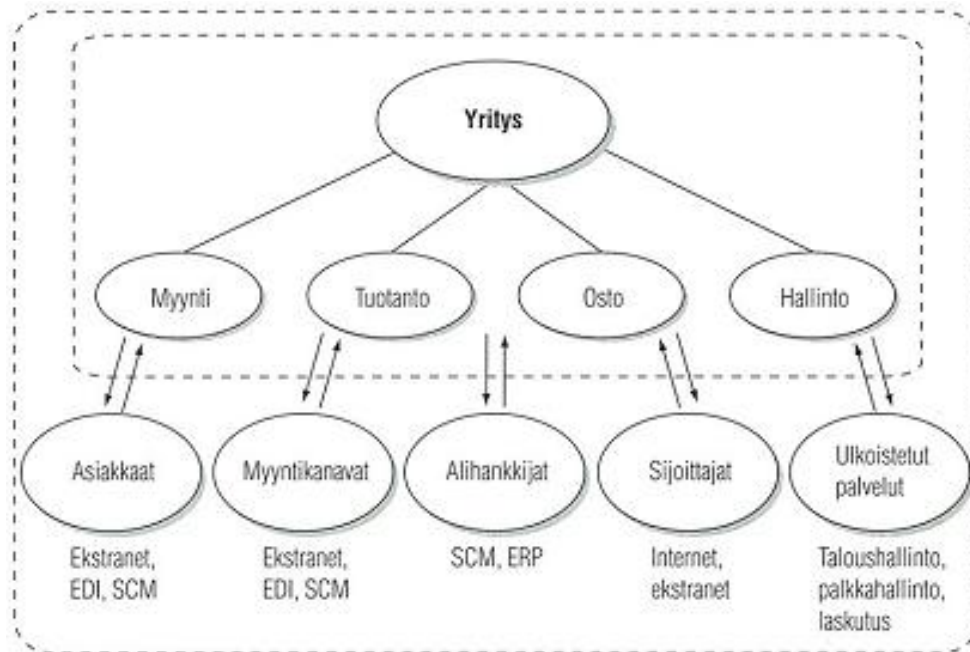 Yritys
Myynti
Tuotanto
Osto
Hallinto
Asiakkaat
Myyntikanavat
Alihankkijat
Sijoittajat
Ulkoistetut
palvelut
Ekstranet,
EDI, SCM
Ekstranet,
EDI, SCM
SCM, ERP
Internet,
ekstranet
Taloushallinto,
palkkahallinto,
laskutus